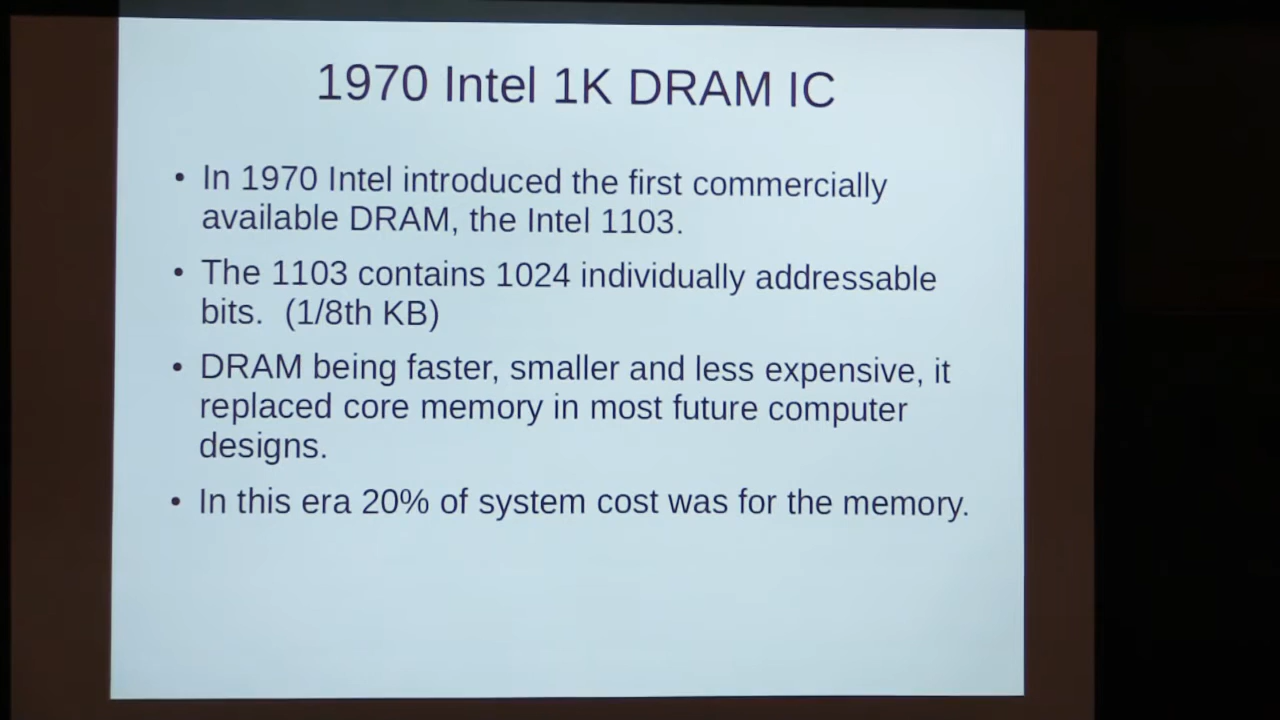 1970 Intel 1K DRAM IC
• In 1970 Intel introduced the first commercially
available DRAM, the Intel 1103.
• The 1103 contains 1024 individually addressable
bits.  (1/8th KB)
• DRAM being faster, smaller and less expensive, it
replaced core memory in most future computer
designs.
• In this era 20% of system cost was for the memory.